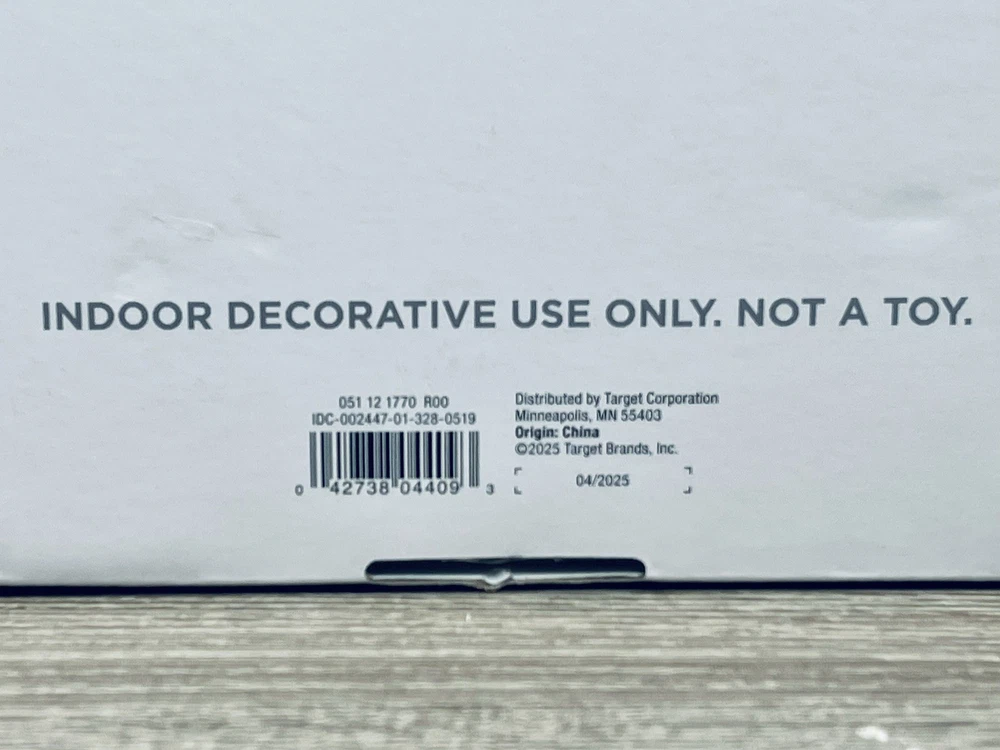 INDOOR DECORATIVE USE ONLY. NOT A TOY.
051 12 1770 R00
IDC-002447-01-328-0519
0 42738 04409 3
Distributed by Target Corporation
Minneapolis, MN 55403
Origin: China
©2025 Target Brands, Inc.
04/2025